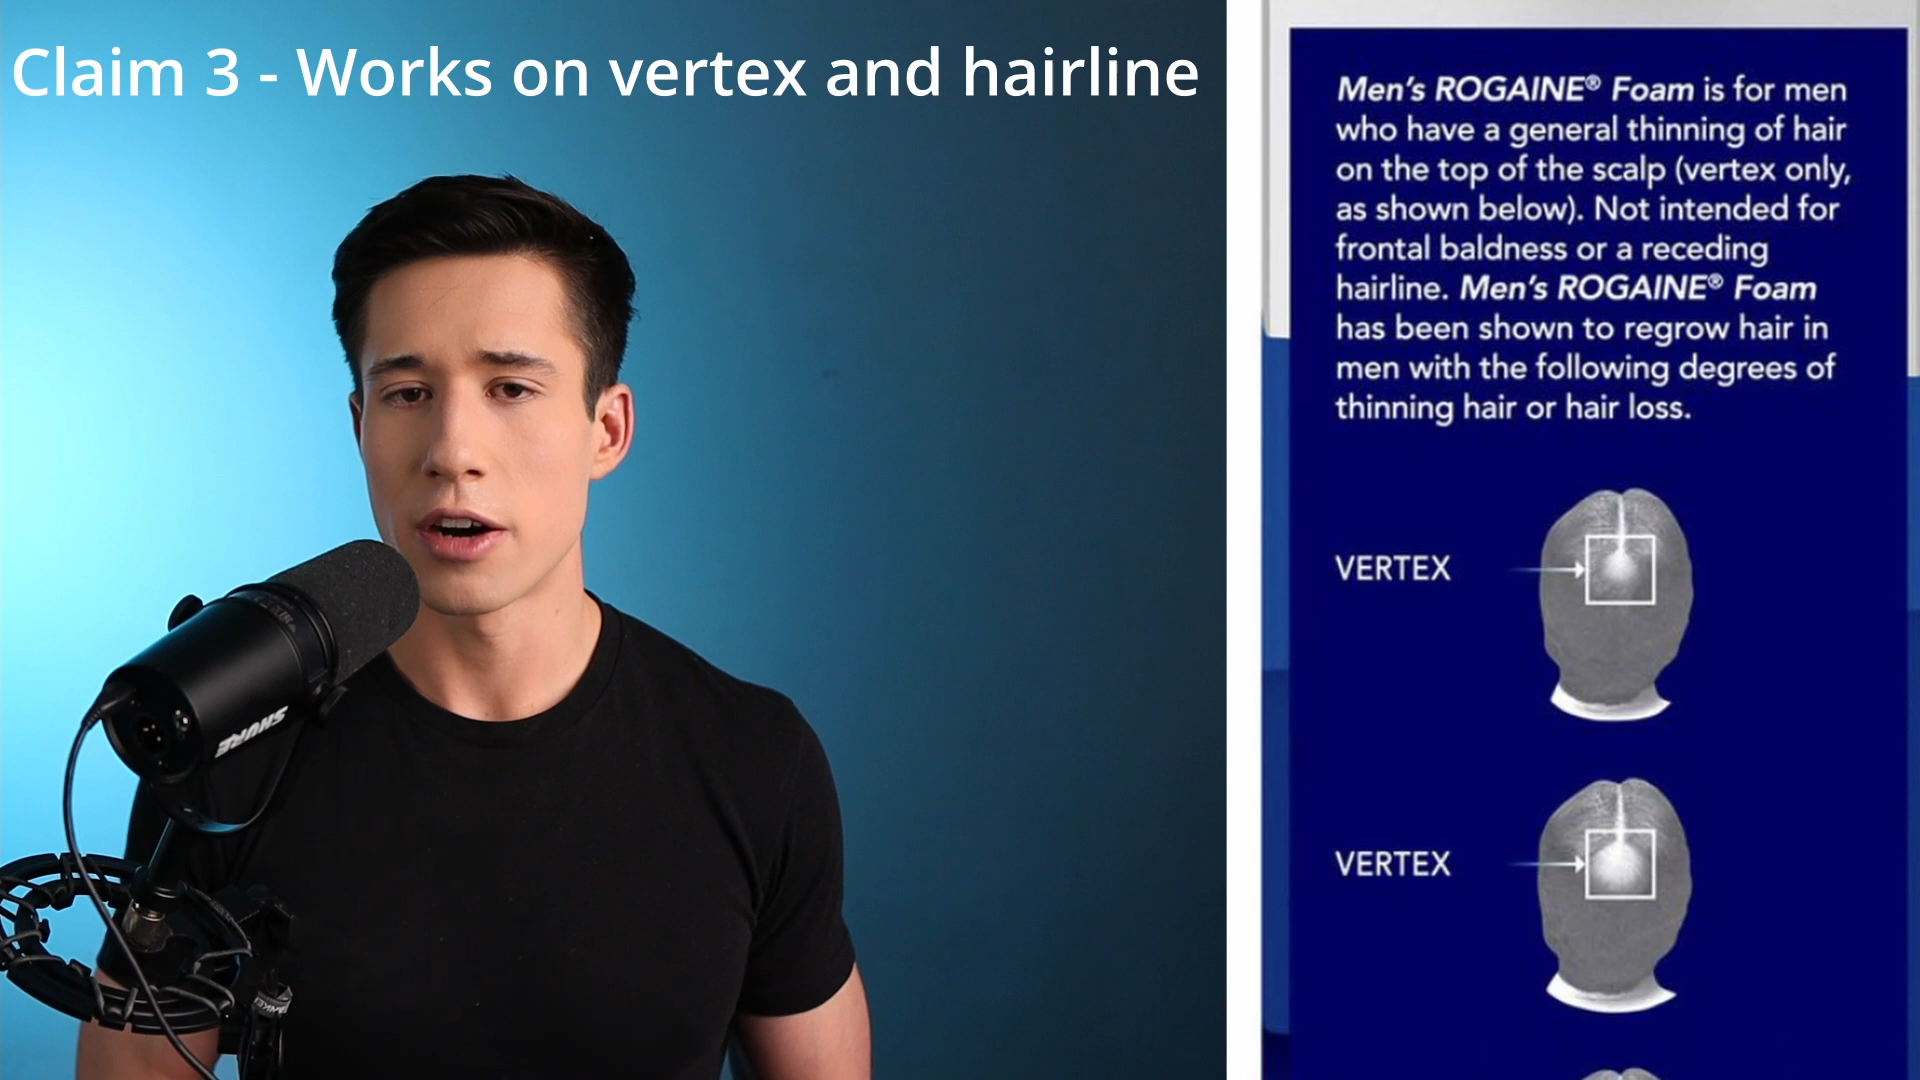 Claim 3 - Works on vertex and hairline
Men's ROGAINE® Foam is for men
who have a general thinning of hair
on the top of the scalp (vertex only,
as shown below). Not intended for
frontal baldness or a receding
hairline. Men's ROGAINE® Foam
has been shown to regrow hair in
men with the following degrees of
thinning hair or hair loss.
VERTEX
VERTEX
SHURE